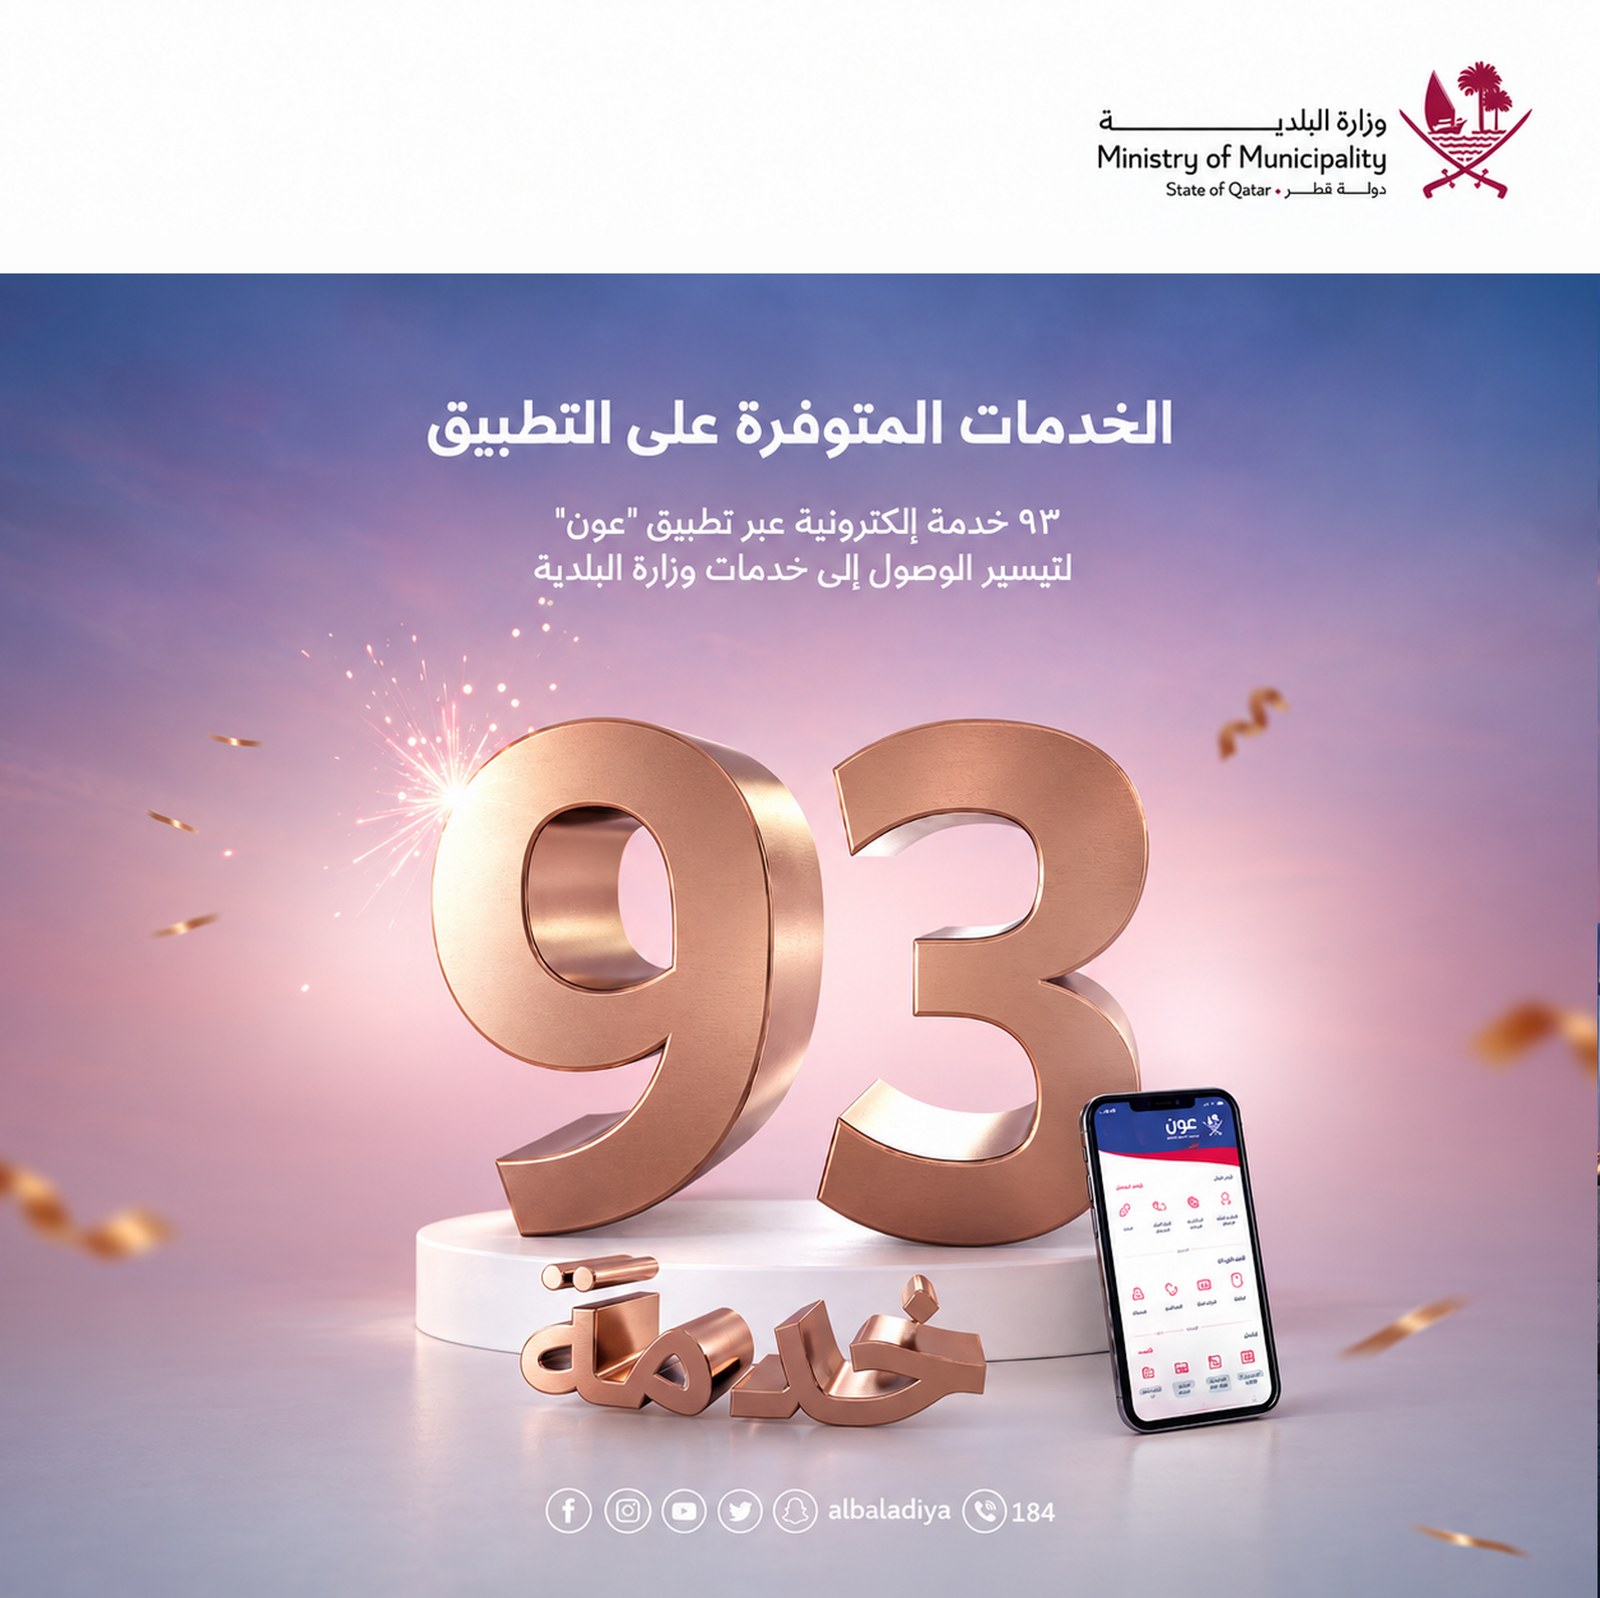 وزارة البلديـــــــــة
Ministry of Municipality
دولـــة قطـــر • State of Qatar
الخدمات المتوفرة على التطبيق
٩٣ خدمة إلكترونية عبر تطبيق "عون"
لتيسير الوصول إلى خدمات وزارة البلدية
93
خدمة
عون
albaladiya 184